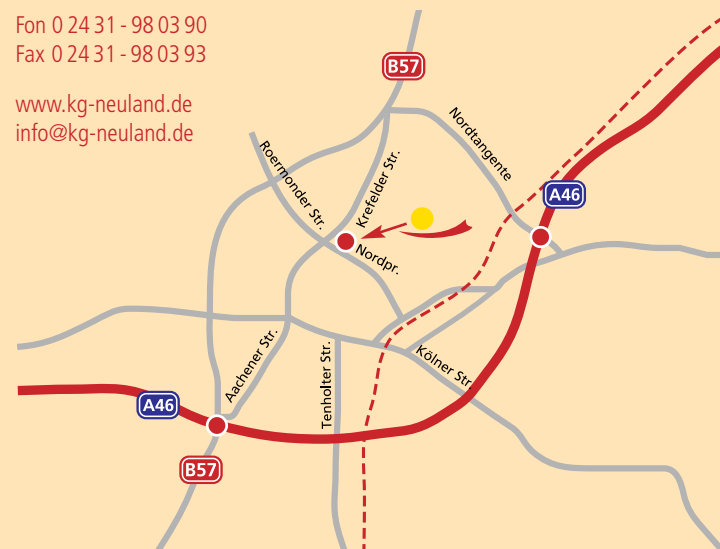 Fon 0 24 31 - 98 03 90
Fax 0 24 31 - 98 03 93
www.kg-neuland.de
info@kg-neuland.de
B57
Nordtangente
Roermonder Str.
Krefelder Str.
A46
Nordpr.
Aachener Str.
Tenholter Str.
Kölner Str.
A46
B57